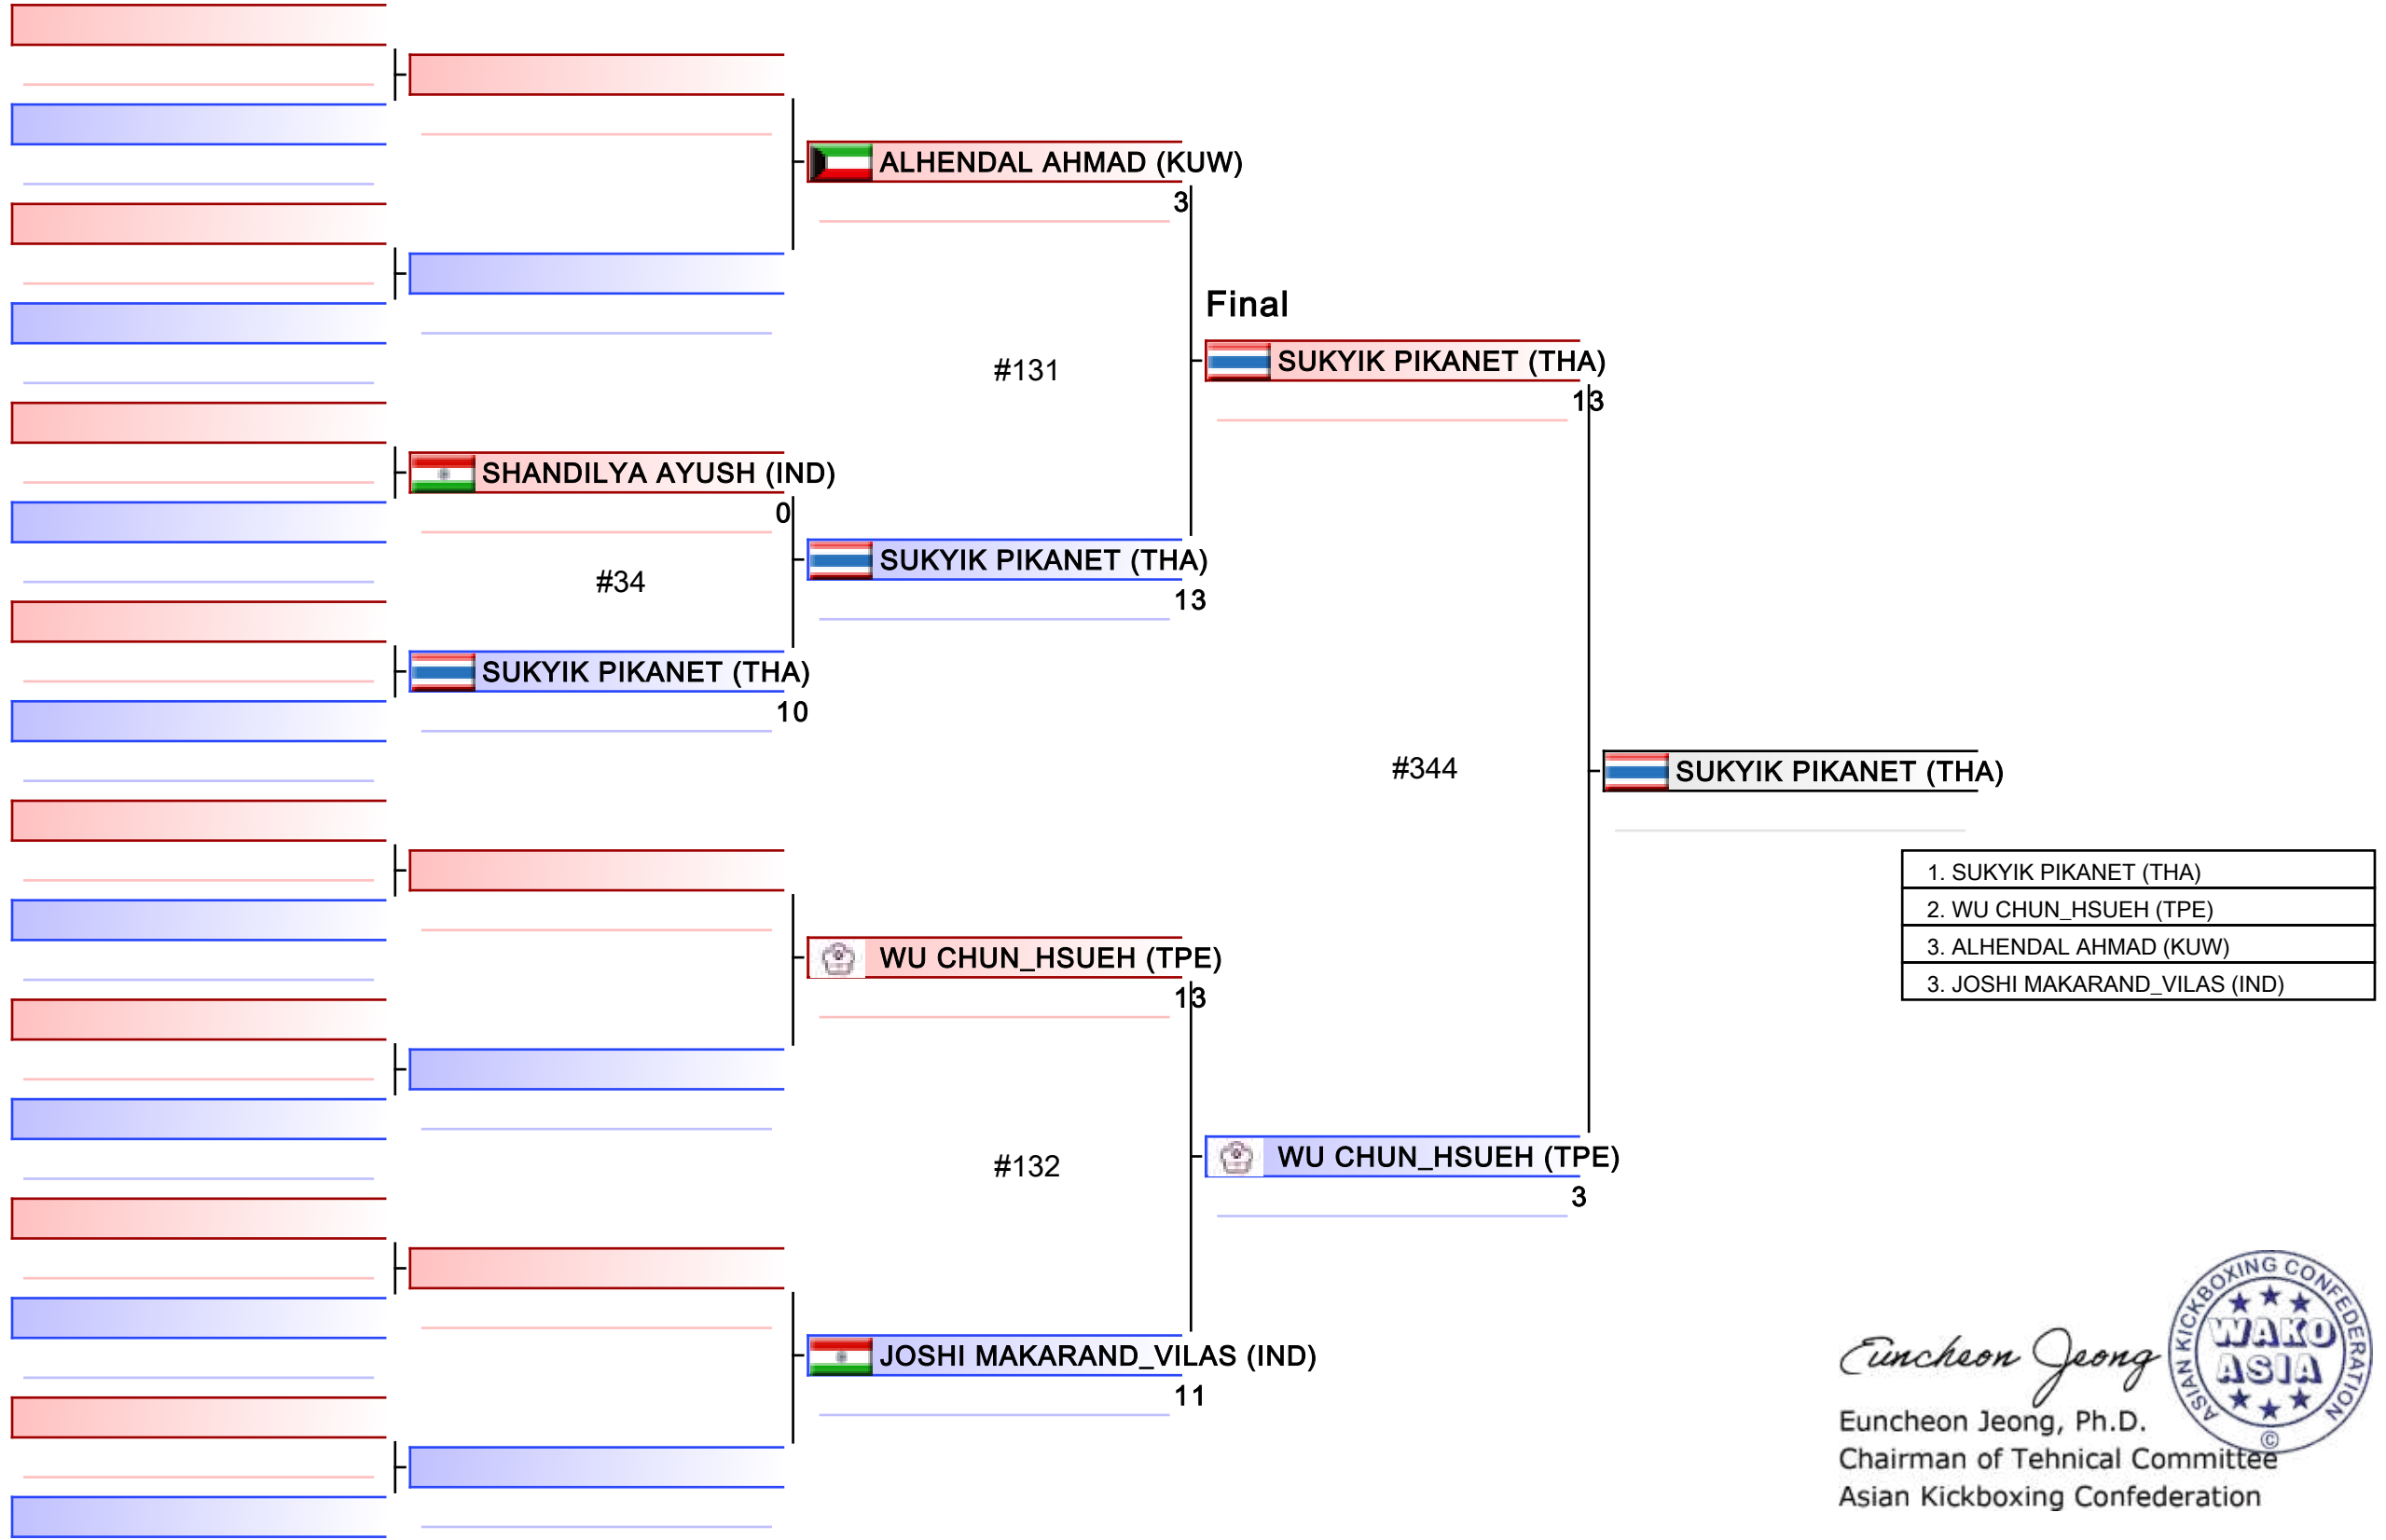 ALHENDAL AHMAD (KUW)
3
Final
SUKYIK PIKANET (THA)
13
#131
SHANDILYA AYUSH (IND)
0
#34
SUKYIK PIKANET (THA)
13
SUKYIK PIKANET (THA)
10
#344
SUKYIK PIKANET (THA)
1. SUKYIK PIKANET (THA)
2. WU CHUN_HSUEH (TPE)
3. ALHENDAL AHMAD (KUW)
3. JOSHI MAKARAND_VILAS (IND)
WU CHUN_HSUEH (TPE)
13
#132
WU CHUN_HSUEH (TPE)
3
JOSHI MAKARAND_VILAS (IND)
11
Euncheon Jeong
ASIAN KICKBOXING CONFEDERATION
WAKO
ASIA
©
Euncheon Jeong, Ph.D.
Chairman of Tehnical Committee
Asian Kickboxing Confederation